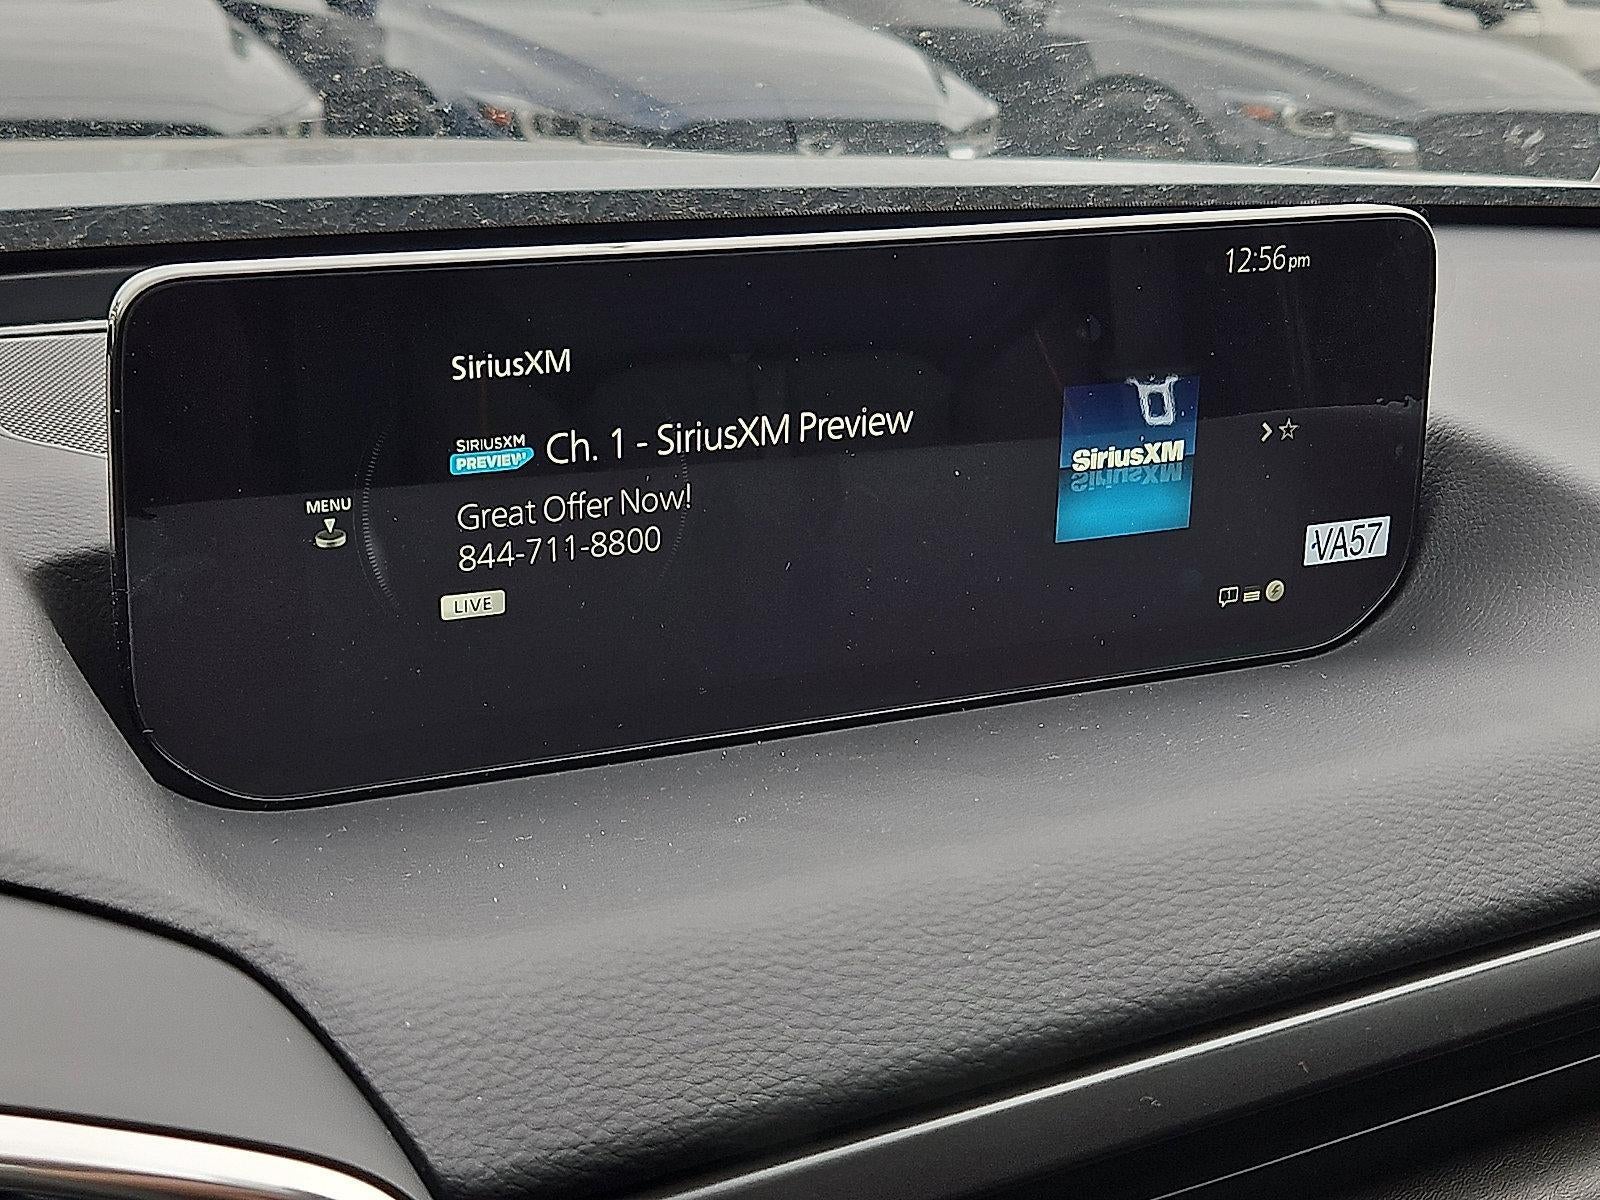 12:56pm
SiriusXM
SIRIUSXM
PREVIEW
Ch. 1 - SiriusXM Preview
SiriusXM
MENU
Great Offer Now!
844-711-8800
VA57
LIVE
1